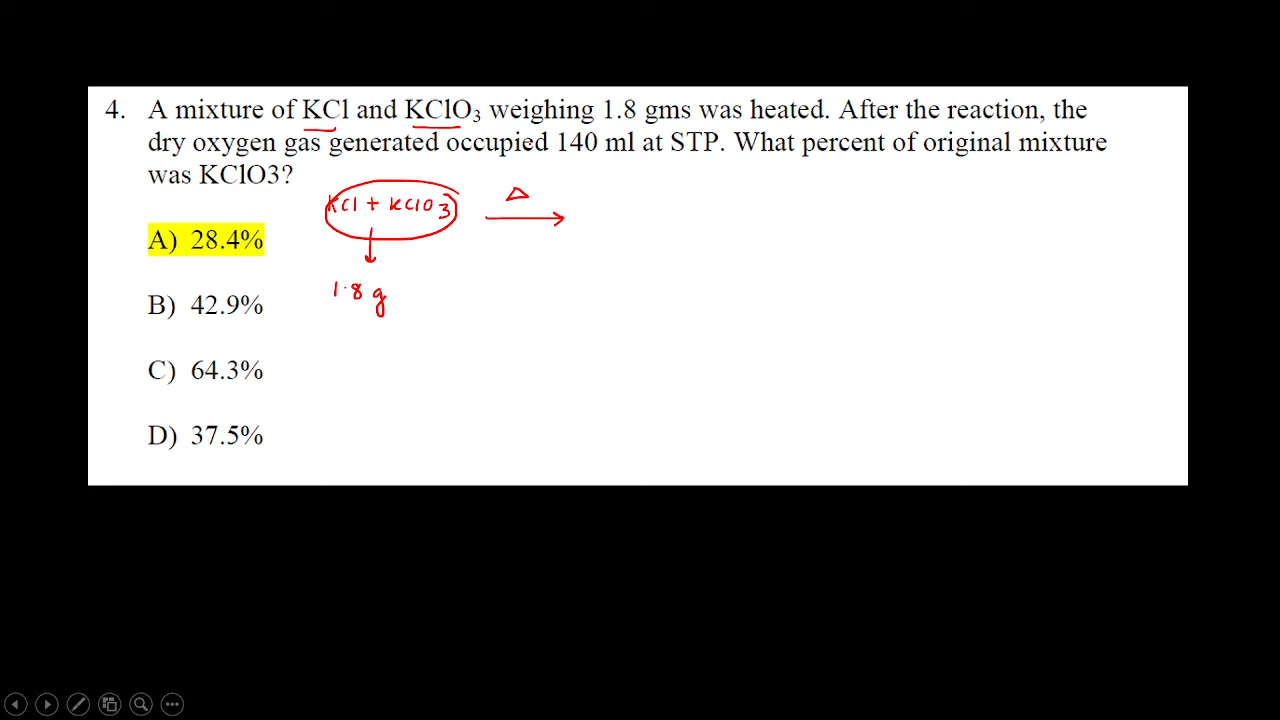 4. A mixture of KCl and KClO₃ weighing 1.8 gms was heated. After the reaction, the
dry oxygen gas generated occupied 140 ml at STP. What percent of original mixture
was KClO3?
KCl + KClO3 Δ
A) 28.4%
1.8 g
B) 42.9%
C) 64.3%
D) 37.5%